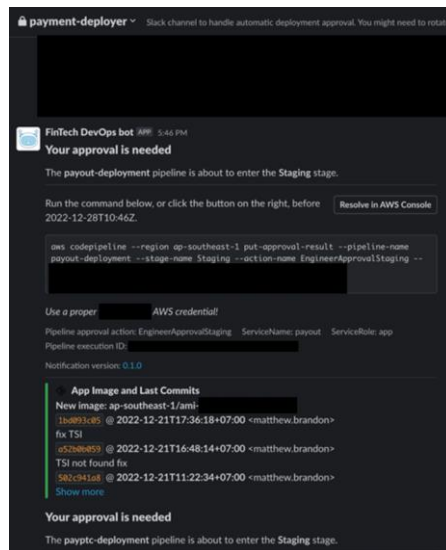 payment-deployer
Slack channel to handle automatic deployment approval. You might need to rotat
FinTech DevOps bot APP 5:46 PM
Your approval is needed
The payout-deployment pipeline is about to enter the Staging stage.
Run the command below, or click the button on the right, before
2022-12-28T10:46Z.
Resolve in AWS Console
aws codepipeline --region ap-southeast-1 put-approval-result --pipeline-name
payout-deployment --stage-name Staging --action-name EngineerApprovalStaging --
Use a proper AWS credential!
Pipeline approval action: EngineerApprovalStaging ServiceName: payout ServiceRole: app
Pipeline execution ID:
Notification version: 0.1.0
App Image and Last Commits
New image: ap-southeast-1/ami-
1bd093c05 @ 2022-12-21T17:36:18+07:00 <matthew.brandon>
fix TSI
a52b0b059 @ 2022-12-21T16:48:14+07:00 <matthew.brandon>
TSI not found fix
502c941a8 @ 2022-12-21T11:22:34+07:00 <matthew.brandon>
Show more
Your approval is needed
The payptc-deployment pipeline is about to enter the Staging stage.